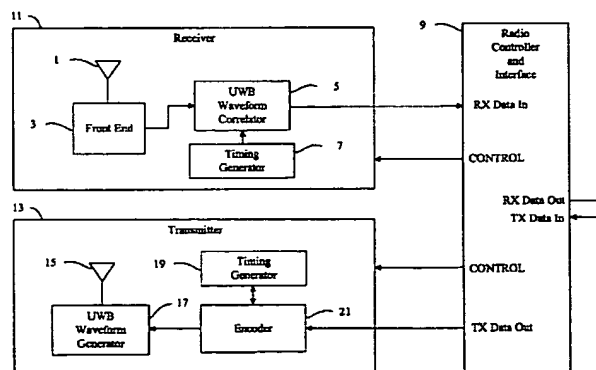 11
Receiver
1
3
Front End
UWB
Waveform
Correlator
5
Timing
Generator
7
9
Radio
Controller
and
Interface
RX Data In
CONTROL
RX Data Out
TX Data In
CONTROL
TX Data Out
13
Transmitter
15
19
Timing
Generator
17
UWB
Waveform
Generator
Encoder
21